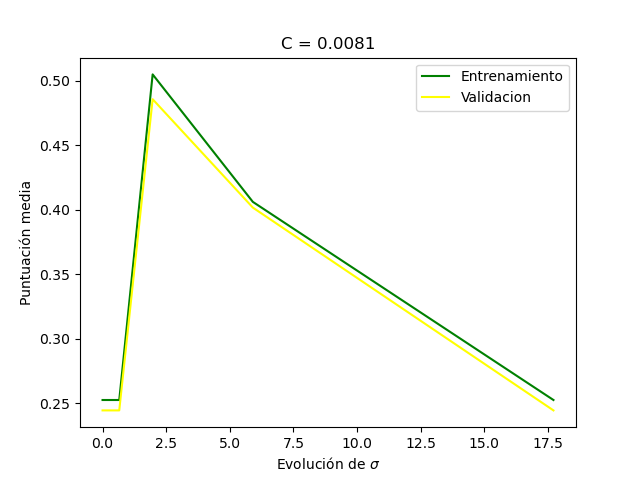 C = 0.0081
Entrenamiento
Validacion
Puntuación media
0.50
0.45
0.40
0.35
0.30
0.25
0.0 2.5 5.0 7.5 10.0 12.5 15.0 17.5
Evolución de σ